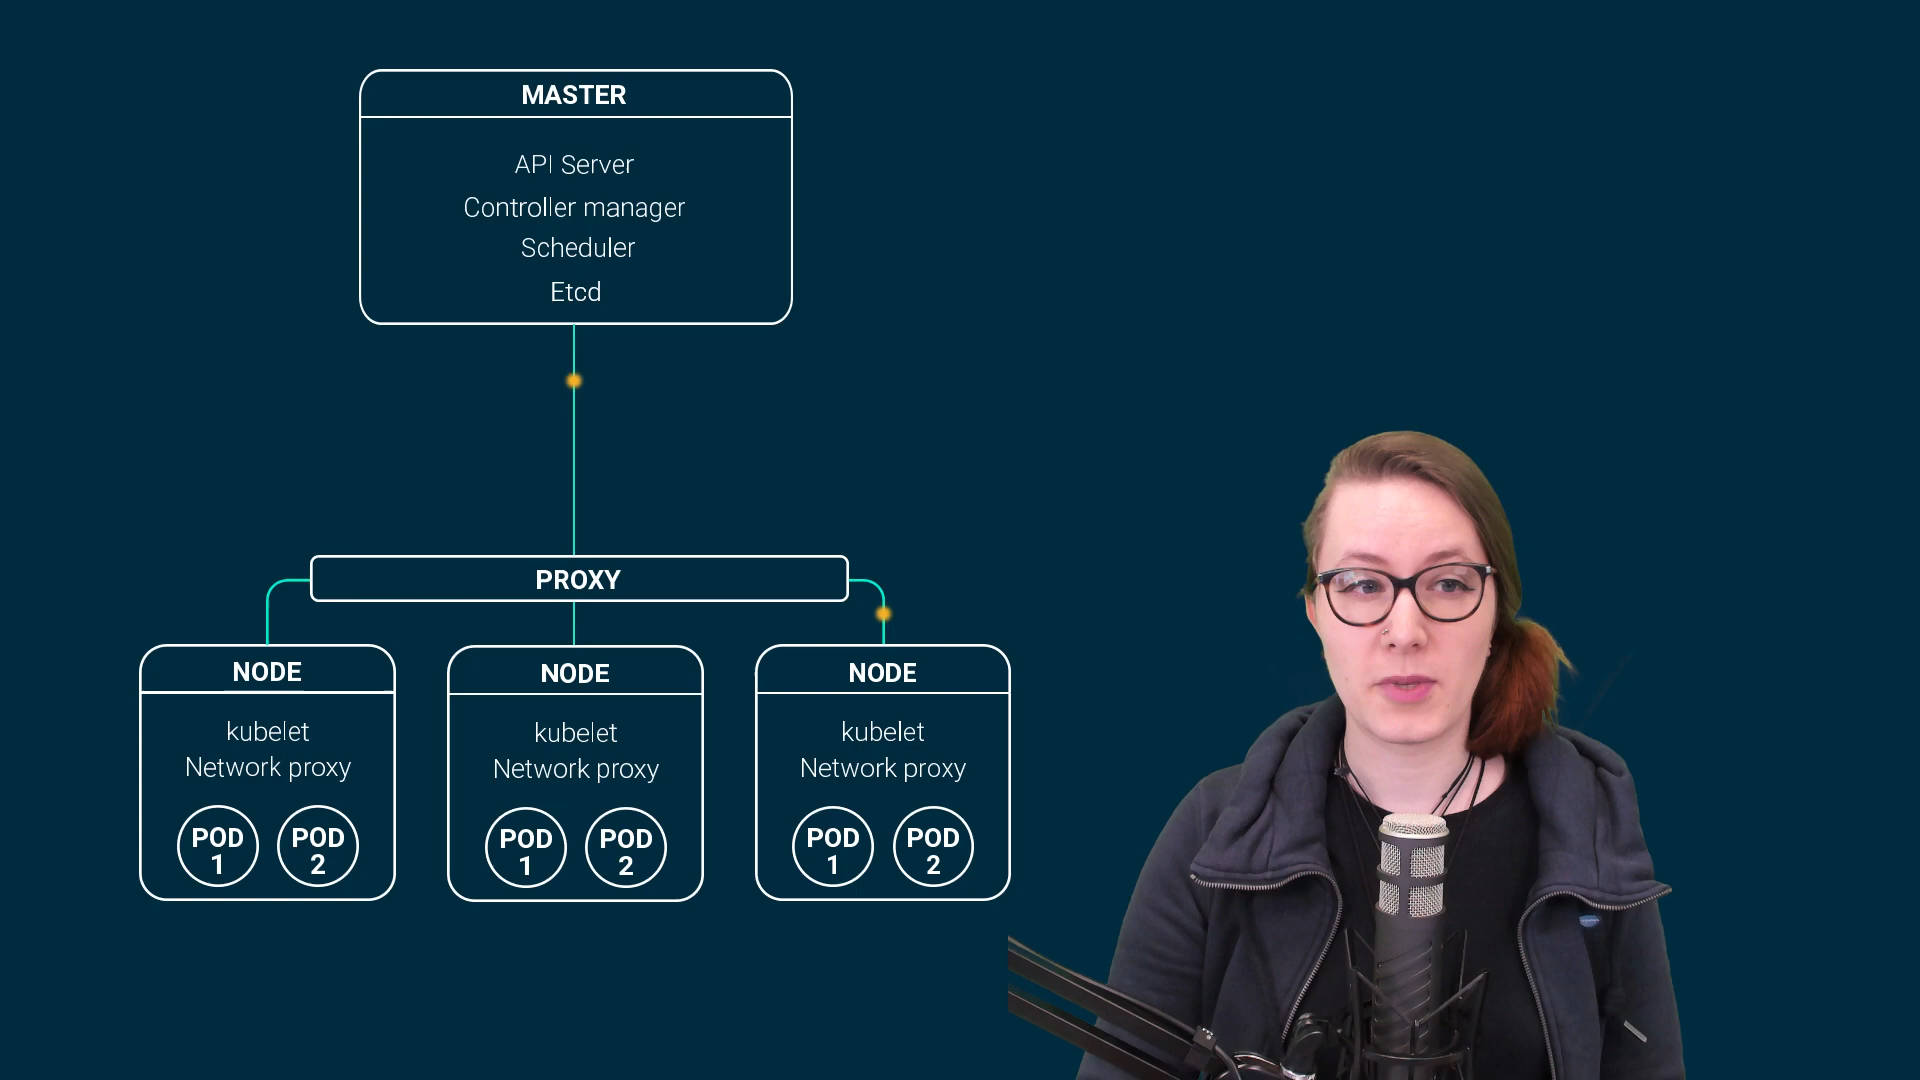 MASTER
API Server
Controller manager
Scheduler
Etcd
PROXY
NODE
kubelet
Network proxy
POD
1
POD
2
NODE
kubelet
Network proxy
POD
1
POD
2
NODE
kubelet
Network proxy
POD
1
POD
2